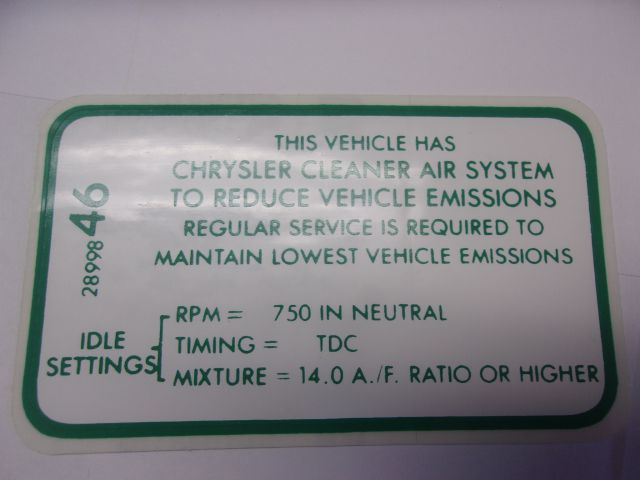 THIS VEHICLE HAS
CHRYSLER CLEANER AIR SYSTEM
TO REDUCE VEHICLE EMISSIONS
REGULAR SERVICE IS REQUIRED TO
MAINTAIN LOWEST VEHICLE EMISSIONS
2899846
IDLE SETTINGS
RPM = 750 IN NEUTRAL
TIMING = TDC
MIXTURE = 14.0 A./F. RATIO OR HIGHER